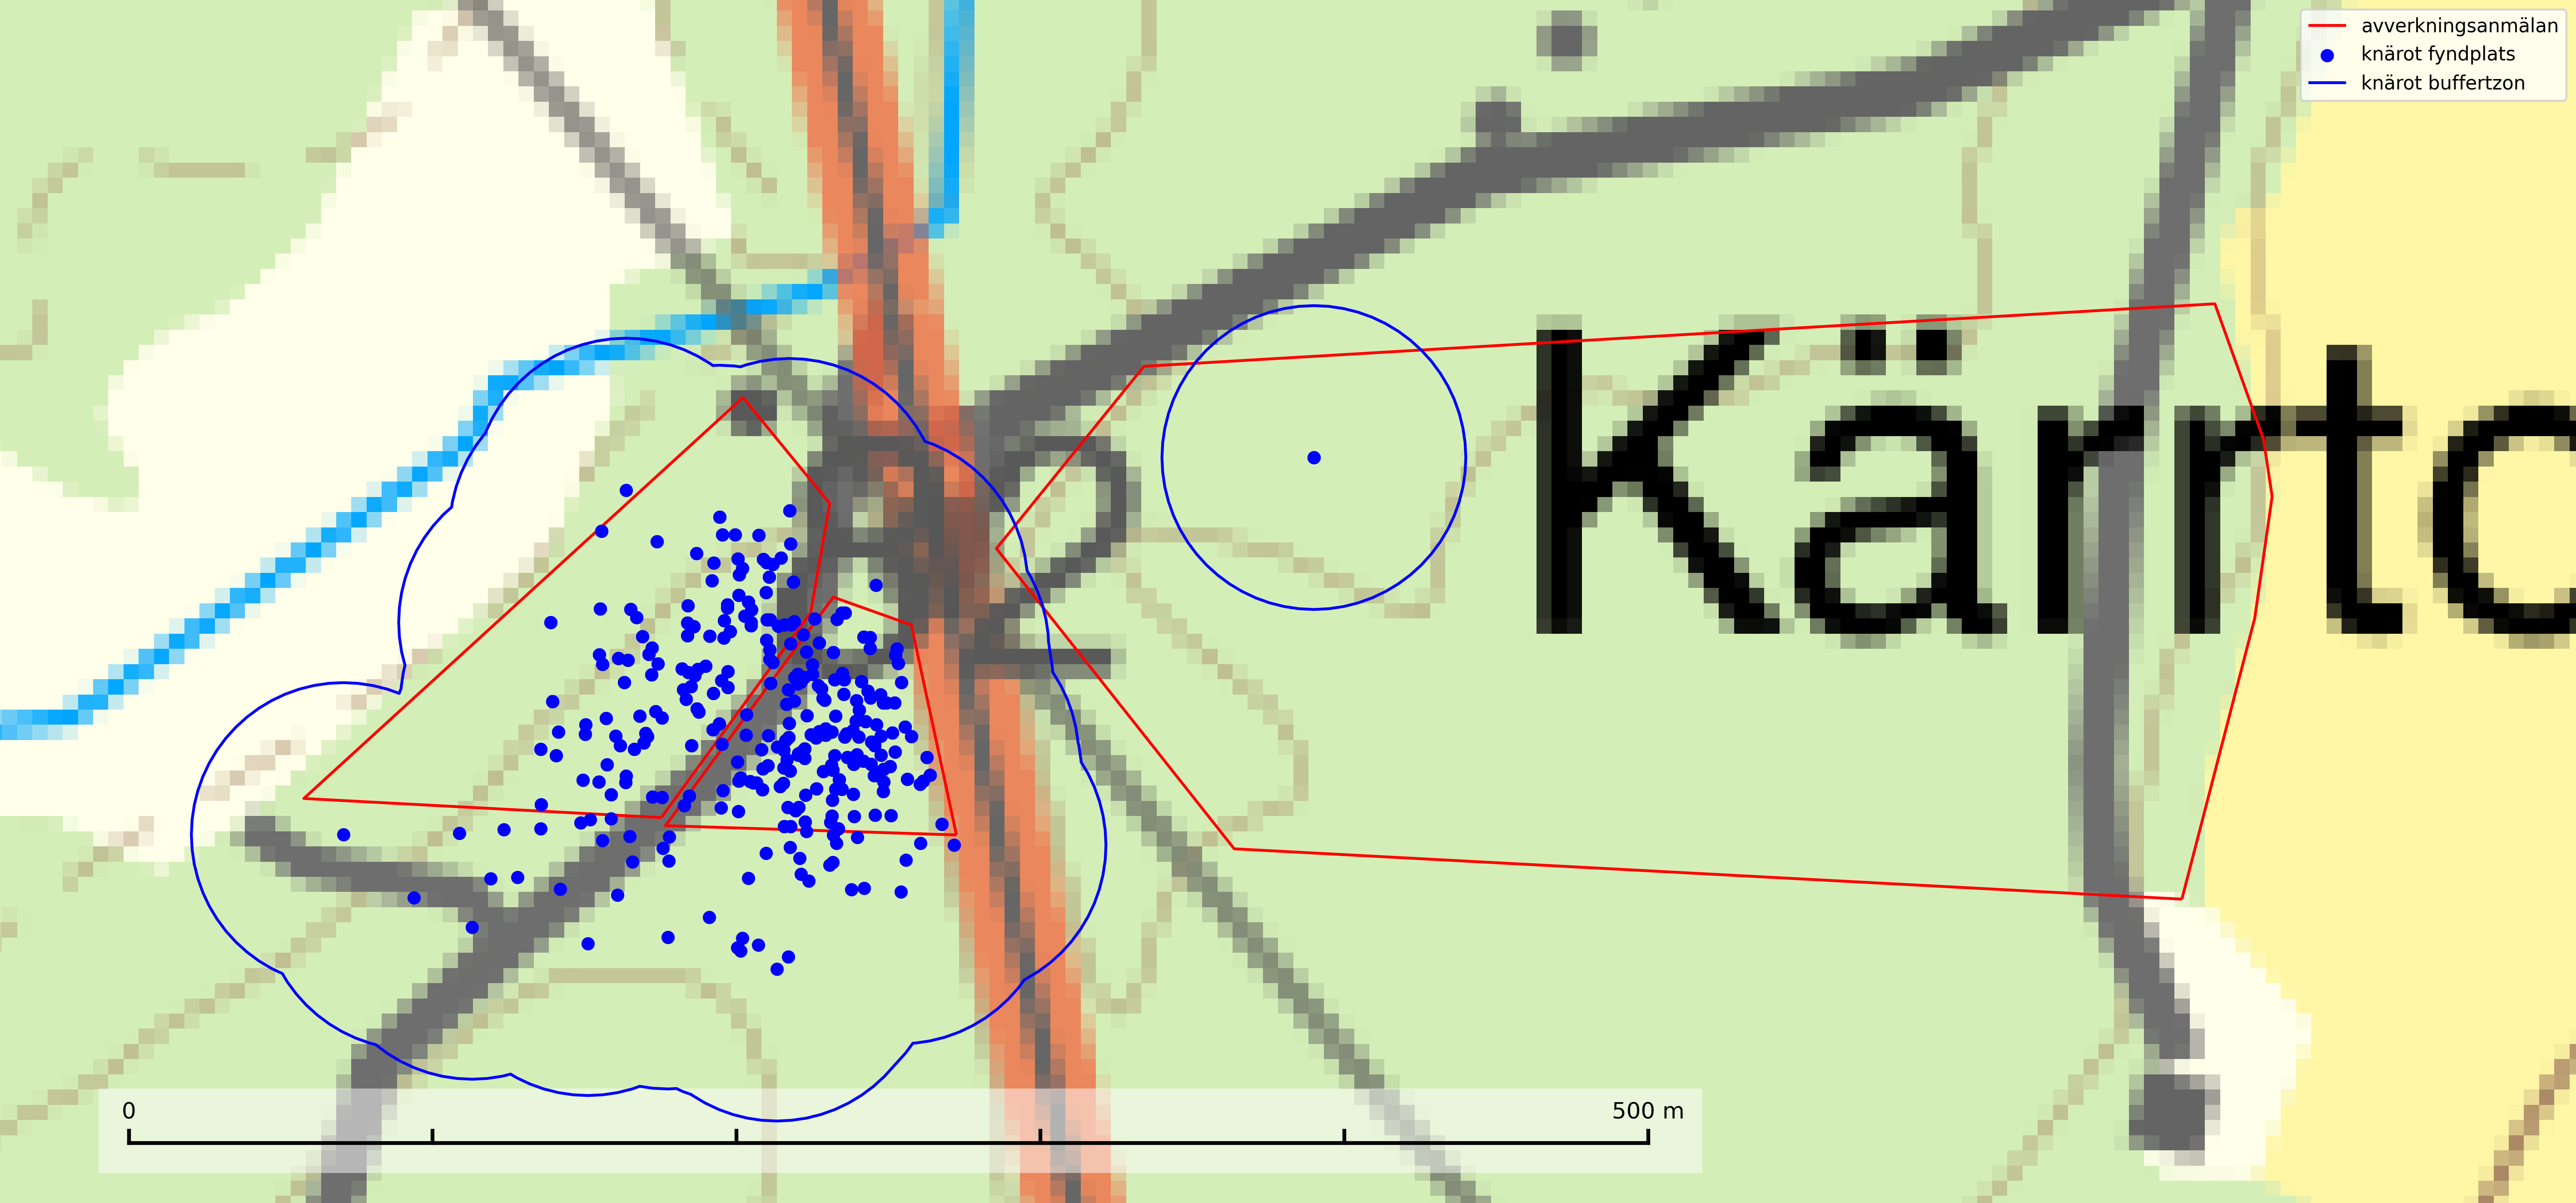 avverkningsanmälan
knärot fyndplats
knärot buffertzon
Kärrto
0 500 m